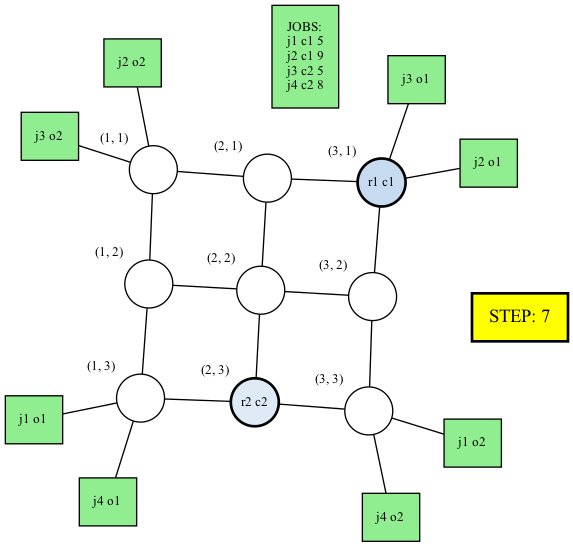 JOBS:
j1 c1 5
j2 c1 9
j3 c2 5
j4 c2 8
j2 o2
j3 o1
j3 o2
(1, 1)
(2, 1)
(3, 1)
j2 o1
r1 c1
(1, 2)
(2, 2)
(3, 2)
STEP: 7
(1, 3)
(2, 3)
(3, 3)
r2 c2
j1 o1
j1 o2
j4 o1
j4 o2